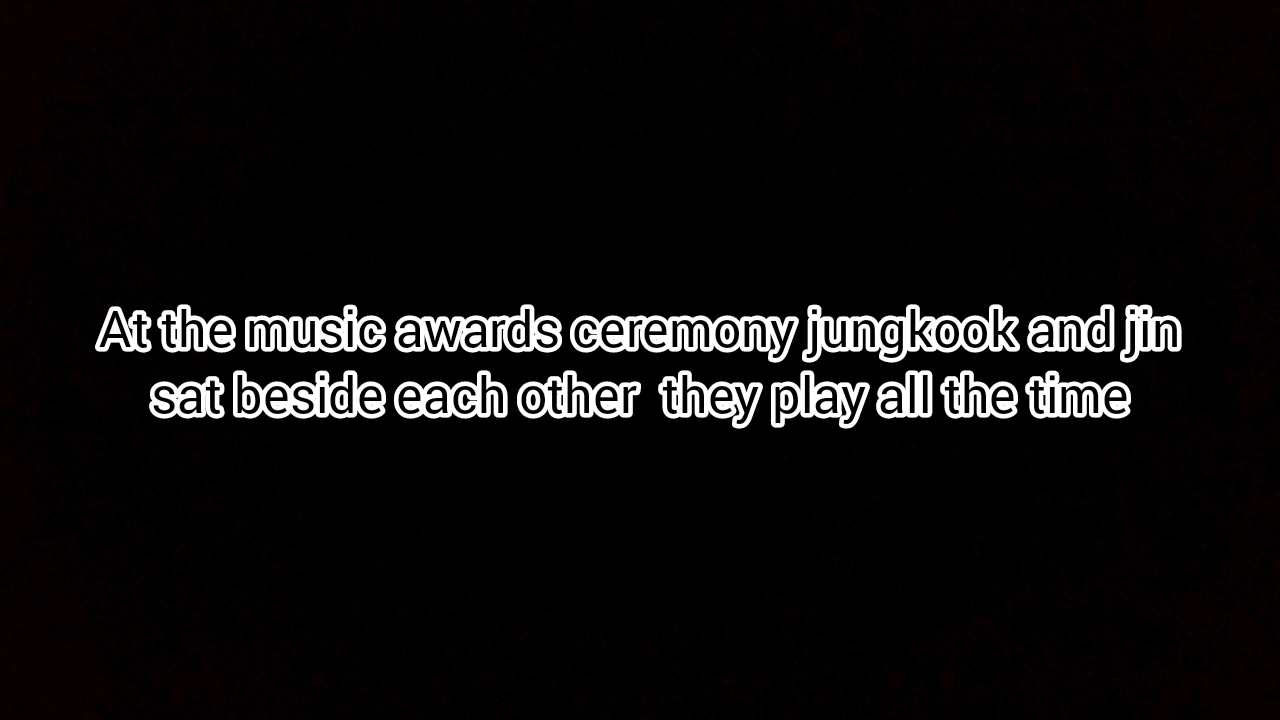 At the music awards ceremony jungkook and jin
sat beside each other  they play all the time